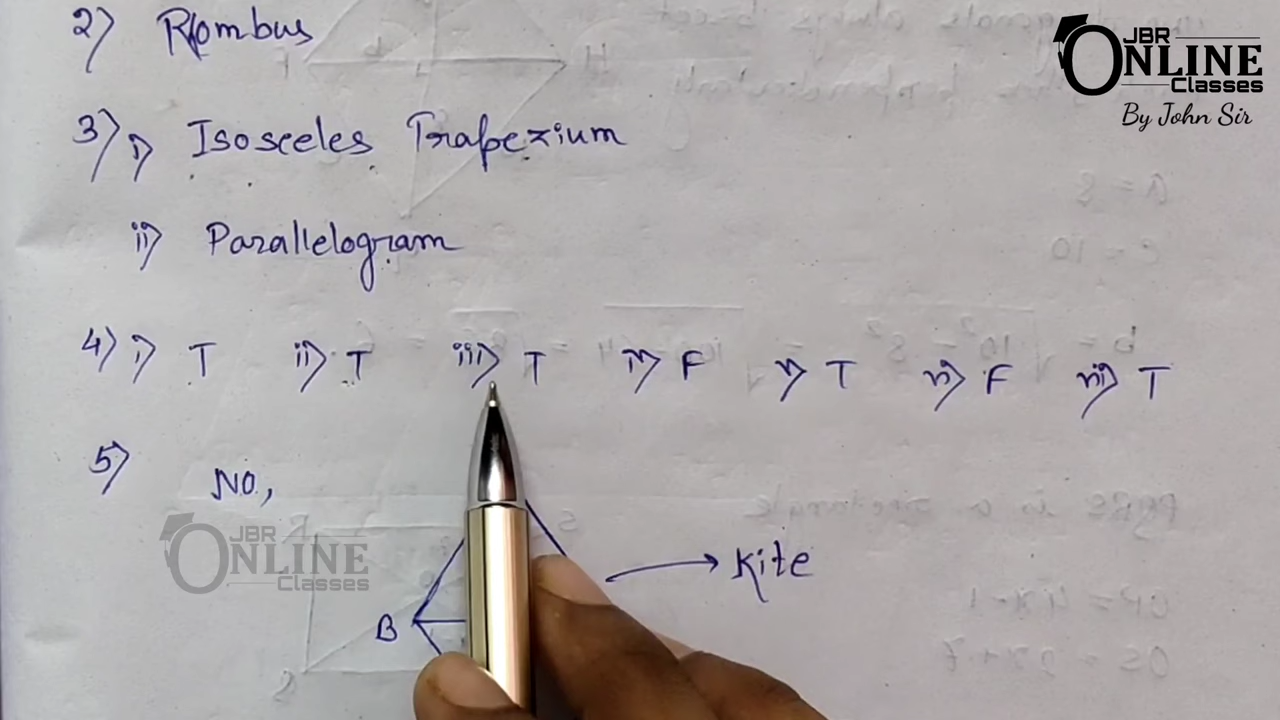 2) Rhombus
JBR
ONLINE
Classes
By John Sir
3) i) Isosceles Trapezium
ii) Parallelogram
4) i) T ii) T iii) T iv) F v) T vi) F vii) T
5) NO,
JBR
ONLINE
Classes
Kite
B